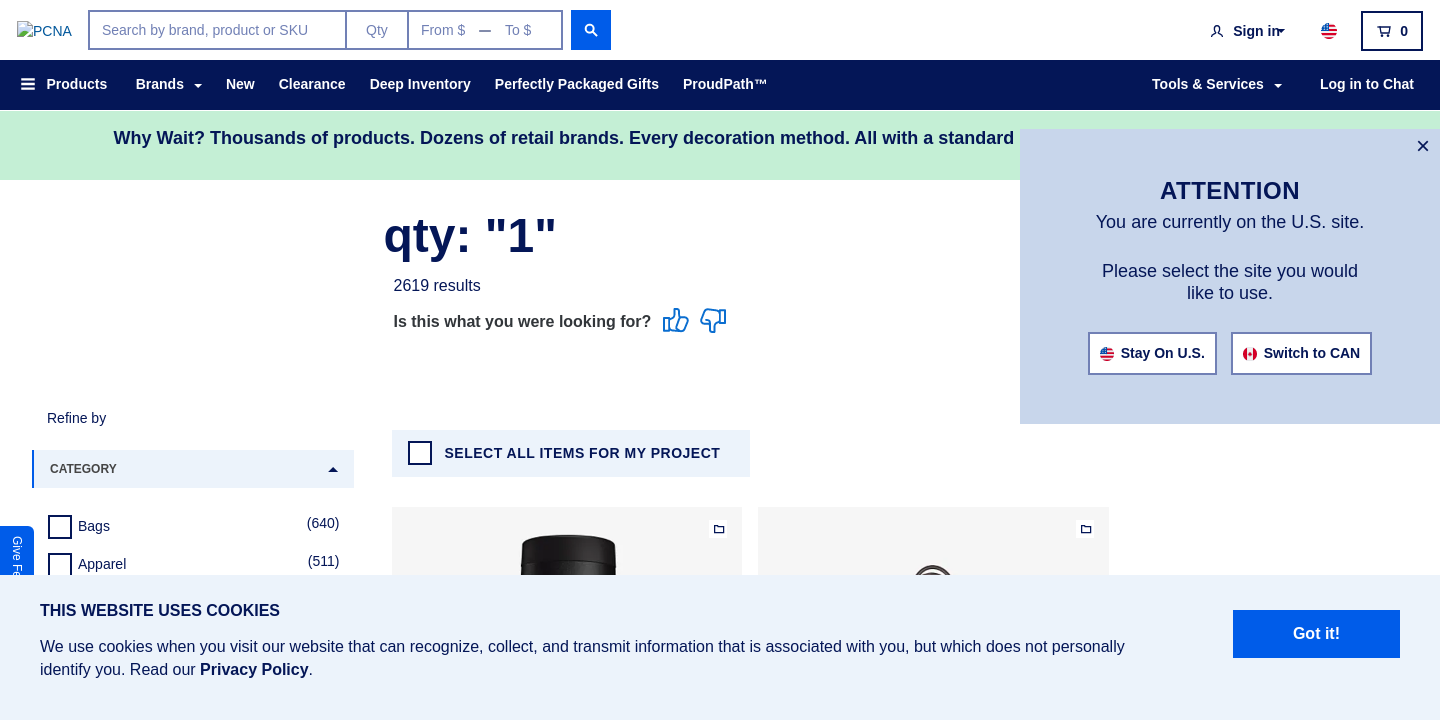 PCNA
Search by brand, product or SKU
Qty
From $ — To $
Sign in
0
Products
Brands
New
Clearance
Deep Inventory
Perfectly Packaged Gifts
ProudPath™
Tools & Services
Log in to Chat
Why Wait? Thousands of products. Dozens of retail brands. Every decoration method. All with a standard
×
ATTENTION
You are currently on the U.S. site.
Please select the site you would
like to use.
Stay On U.S.
Switch to CAN
qty: "1"
2619 results
Is this what you were looking for?
Refine by
CATEGORY
Bags (640)
Apparel (511)
SELECT ALL ITEMS FOR MY PROJECT
Give Fe
THIS WEBSITE USES COOKIES
We use cookies when you visit our website that can recognize, collect, and transmit information that is associated with you, but which does not personally
identify you. Read our Privacy Policy.
Got it!